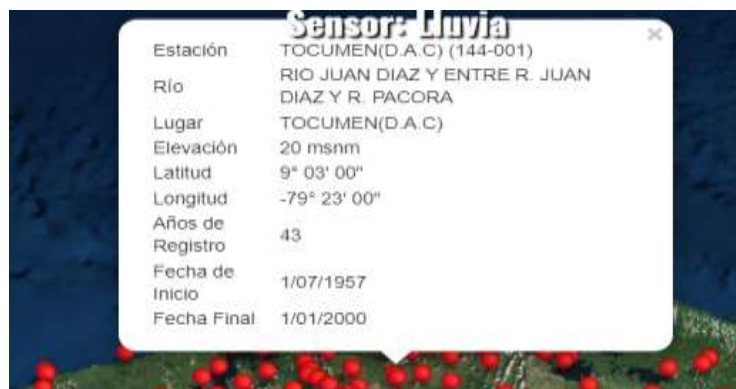 Sensor: Lluvia
×
Estación TOCUMEN(D.A.C) (144-001)
Río RIO JUAN DIAZ Y ENTRE R. JUAN
DIAZ Y R. PACORA
Lugar TOCUMEN(D.A.C)
Elevación 20 msnm
Latitud 9° 03' 00"
Longitud -79° 23' 00"
Años de
Registro 43
Fecha de
Inicio 1/07/1957
Fecha Final 1/01/2000